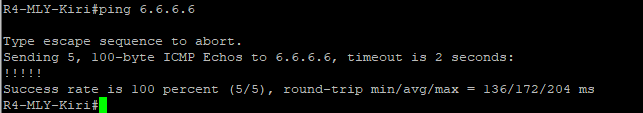 R4-MLY-Kiri#ping 6.6.6.6
Type escape sequence to abort.
Sending 5, 100-byte ICMP Echos to 6.6.6.6, timeout is 2 seconds:
!!!!!
Success rate is 100 percent (5/5), round-trip min/avg/max = 136/172/204 ms
R4-MLY-Kiri#